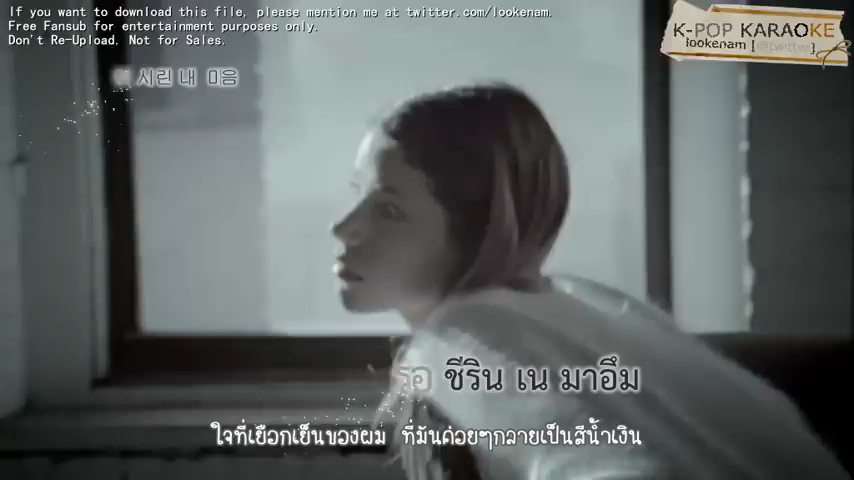 If you want to download this file, please mention me at twitter.com/lookenam.
Free Fansub for entertainment purposes only.
Don't Re-Upload. Not for Sales.
K-POP KARAOKE
lookenam [@twitter]
시린 내 마음
รอ ชีริน เน มาอึม
ใจที่เยือกเย็นของผม ที่มันค่อยๆกลายเป็นสีน้ำเงิน